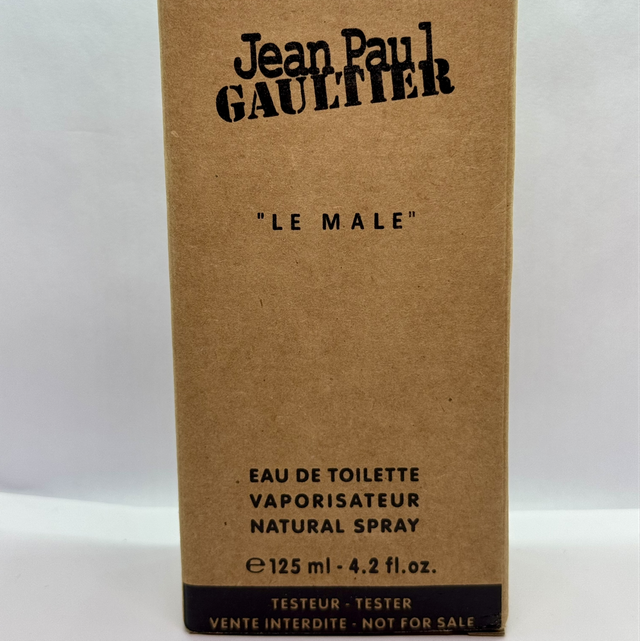 Jean Paul
GAULTIER
"LE MALE"
EAU DE TOILETTE
VAPORISATEUR
NATURAL SPRAY
℮125 ml - 4.2 fl.oz.
TESTEUR - TESTER
VENTE INTERDITE - NOT FOR SALE